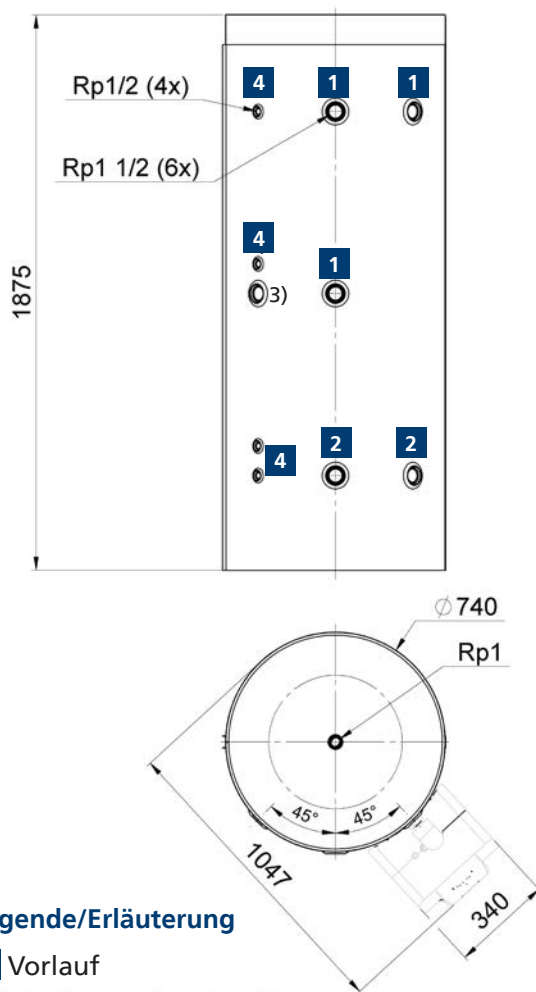 4 1 1
Rp1/2 (4x)
Rp1 1/2 (6x)
4 1
3)
1875
2 2
4
∅ 740
Rp1
45° 45°
1047
340
gende/Erläuterung
Vorlauf